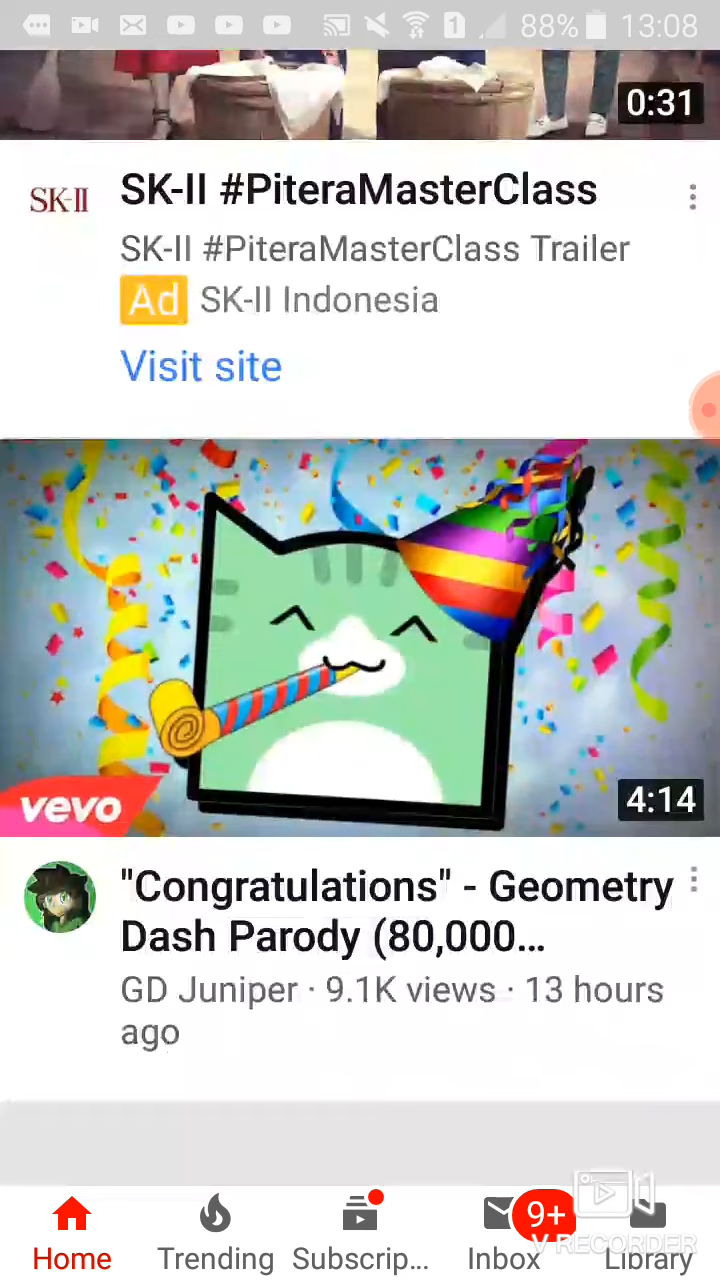 1 88% 13:08
0:31
SK-II
SK-II #PiteraMasterClass
SK-II #PiteraMasterClass Trailer
Ad SK-II Indonesia
Visit site
vevo
4:14
"Congratulations" - Geometry
Dash Parody (80,000...
GD Juniper · 9.1K views · 13 hours
ago
9+
Home Trending Subscrip... Inbox Library
V RECORDER